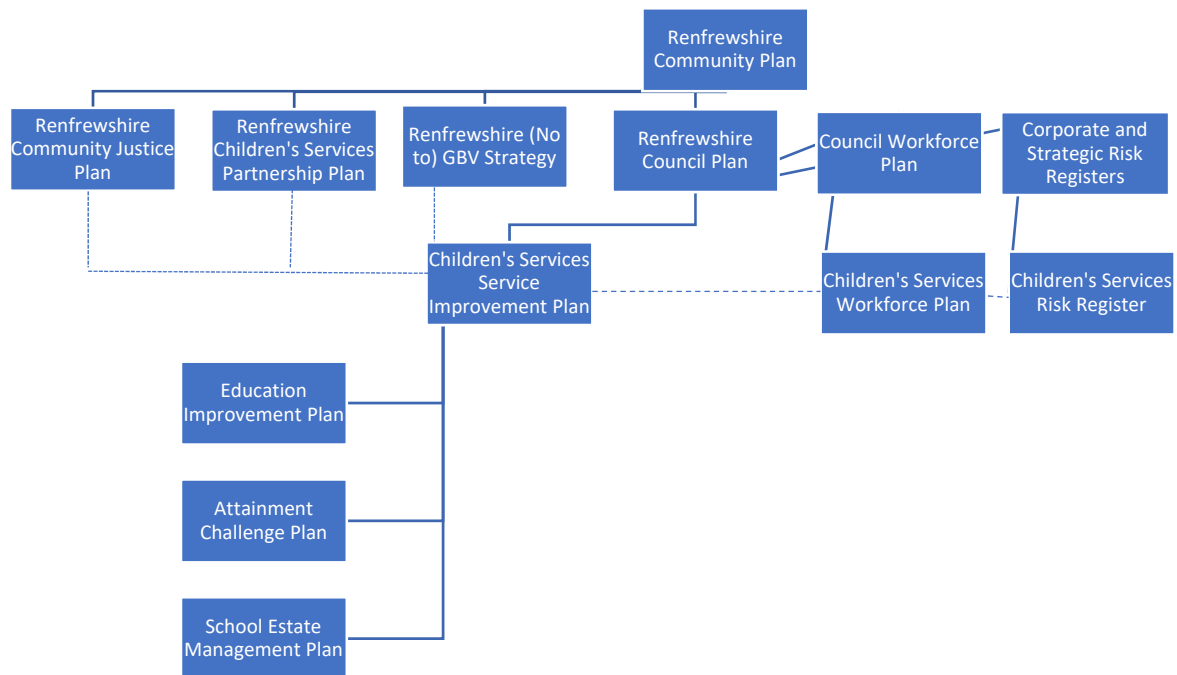 Renfrewshire
Community Plan
Renfrewshire
Community Justice
Plan
Renfrewshire
Children's Services
Partnership Plan
Renfrewshire (No
to) GBV Strategy
Renfrewshire
Council Plan
Council Workforce
Plan
Corporate and
Strategic Risk
Registers
Children's Services
Service
Improvement Plan
Children's Services
Workforce Plan
Children's Services
Risk Register
Education
Improvement Plan
Attainment
Challenge Plan
School Estate
Management Plan